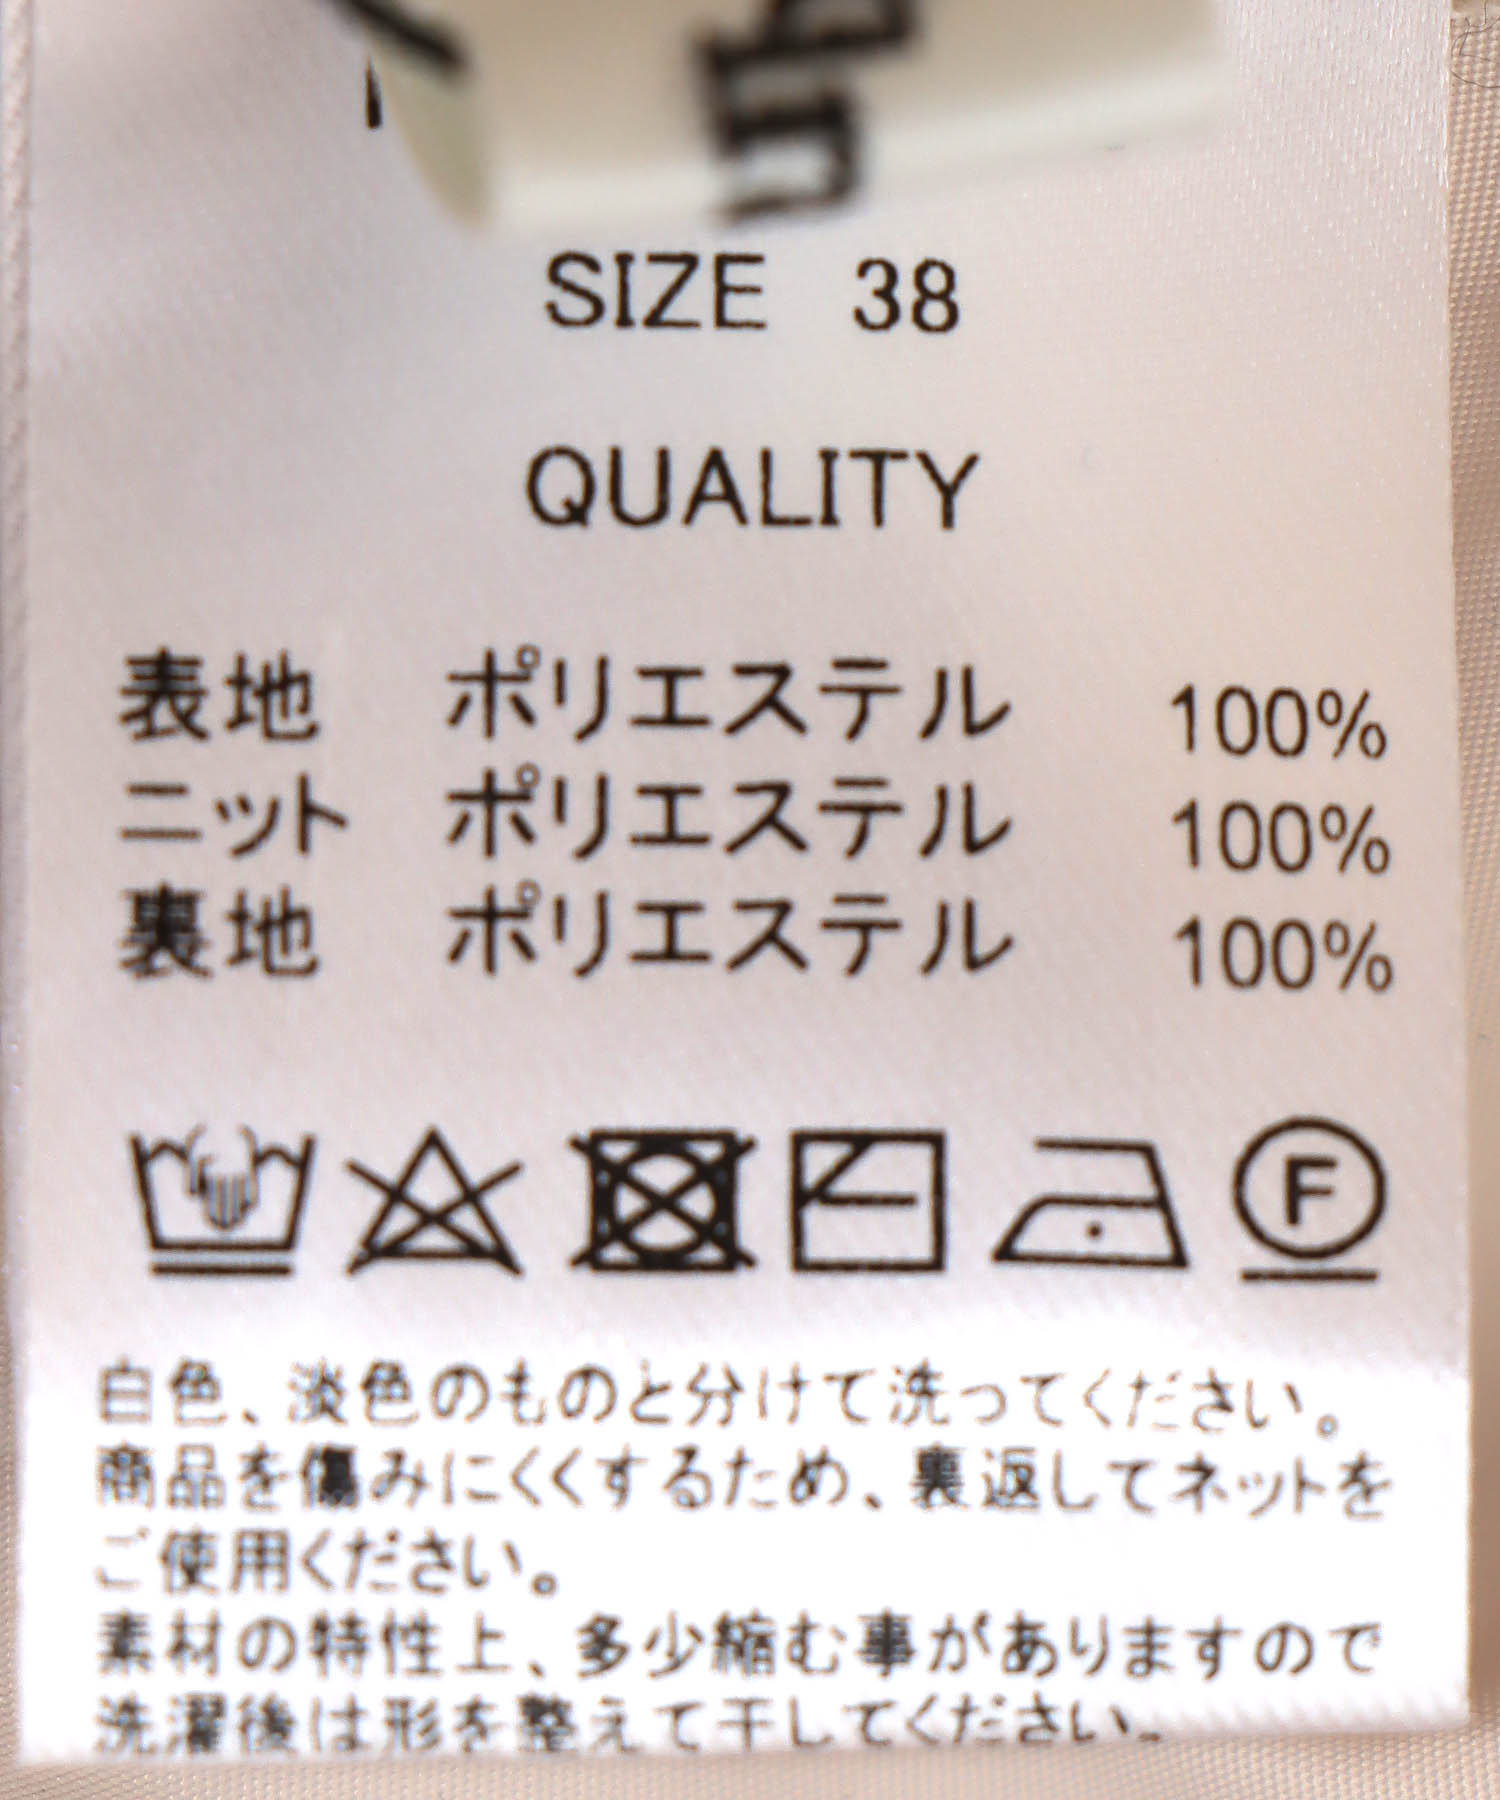 SIZE 38
QUALITY
表地 ポリエステル 100%
ニット ポリエステル 100%
裏地 ポリエステル 100%
F
白色、淡色のものと分けて洗ってください。
商品を傷みにくくするため、裏返してネットを
ご使用ください。
素材の特性上、多少縮む事がありますので
洗濯後は形を整えて干してください。